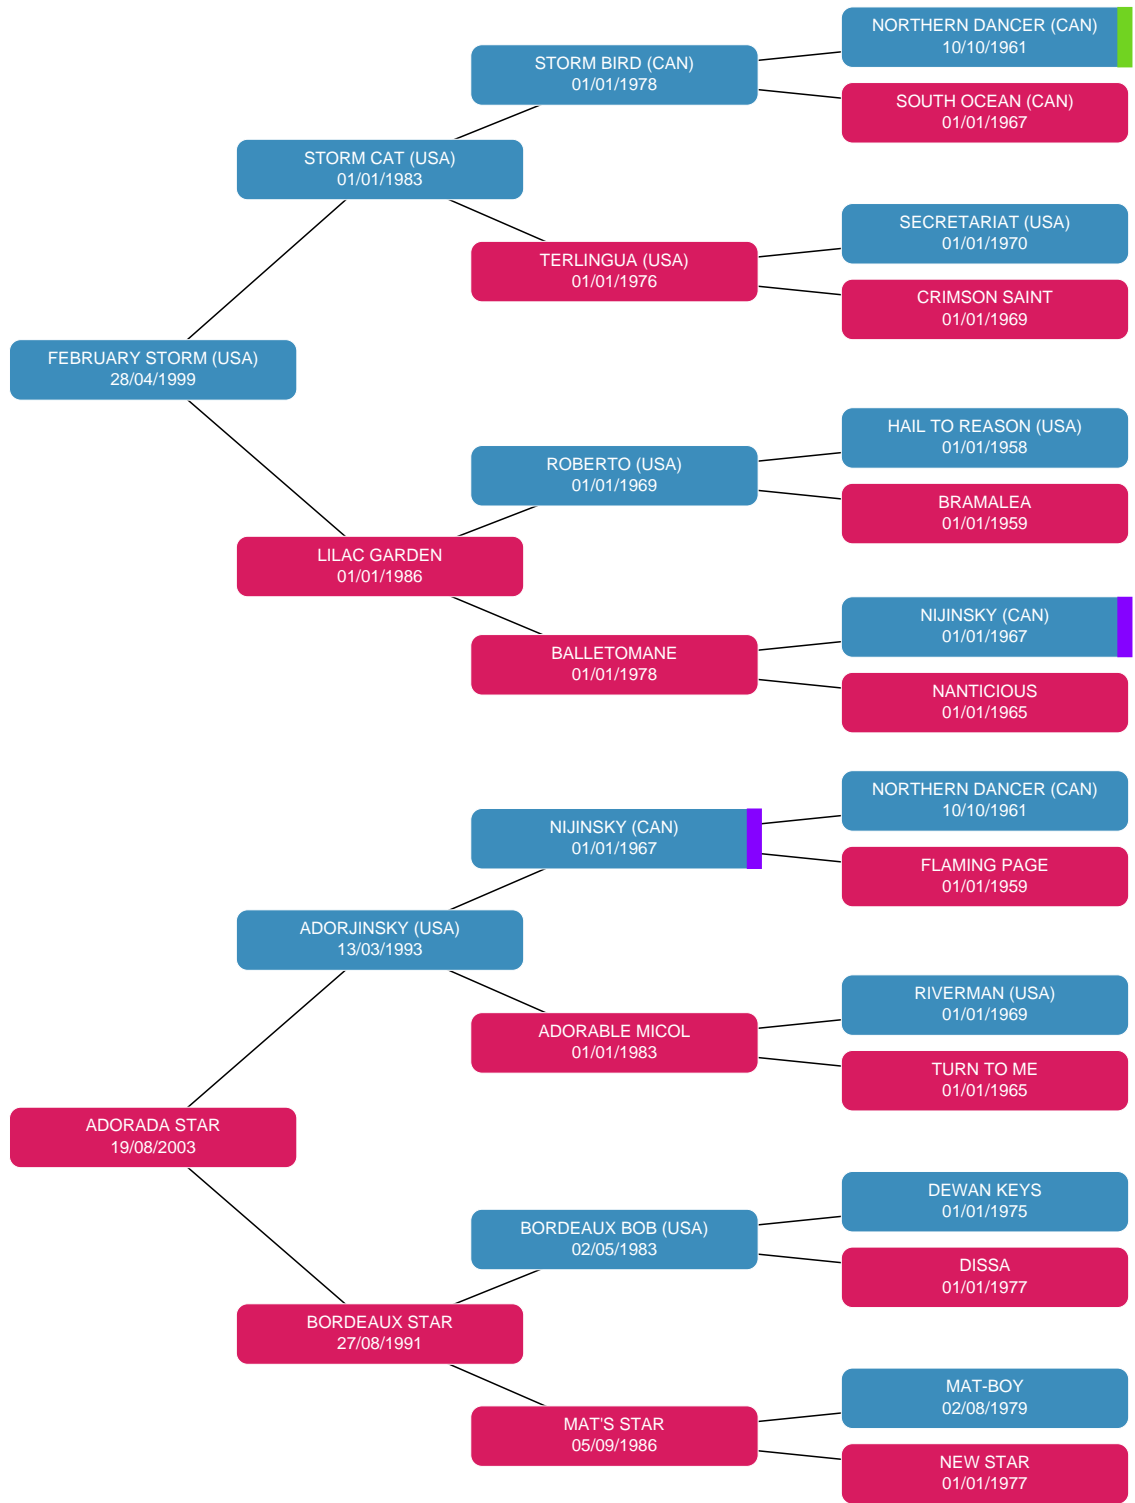 NORTHERN DANCER (CAN)
10/10/1961
STORM BIRD (CAN)
01/01/1978
SOUTH OCEAN (CAN)
01/01/1967
STORM CAT (USA)
01/01/1983
SECRETARIAT (USA)
01/01/1970
TERLINGUA (USA)
01/01/1976
CRIMSON SAINT
01/01/1969
FEBRUARY STORM (USA)
28/04/1999
HAIL TO REASON (USA)
01/01/1958
ROBERTO (USA)
01/01/1969
BRAMALEA
01/01/1959
LILAC GARDEN
01/01/1986
NIJINSKY (CAN)
01/01/1967
BALLETOMANE
01/01/1978
NANTICIOUS
01/01/1965
NORTHERN DANCER (CAN)
10/10/1961
NIJINSKY (CAN)
01/01/1967
FLAMING PAGE
01/01/1959
ADORJINSKY (USA)
13/03/1993
RIVERMAN (USA)
01/01/1969
ADORABLE MICOL
01/01/1983
TURN TO ME
01/01/1965
ADORADA STAR
19/08/2003
DEWAN KEYS
01/01/1975
BORDEAUX BOB (USA)
02/05/1983
DISSA
01/01/1977
BORDEAUX STAR
27/08/1991
MAT-BOY
02/08/1979
MAT'S STAR
05/09/1986
NEW STAR
01/01/1977